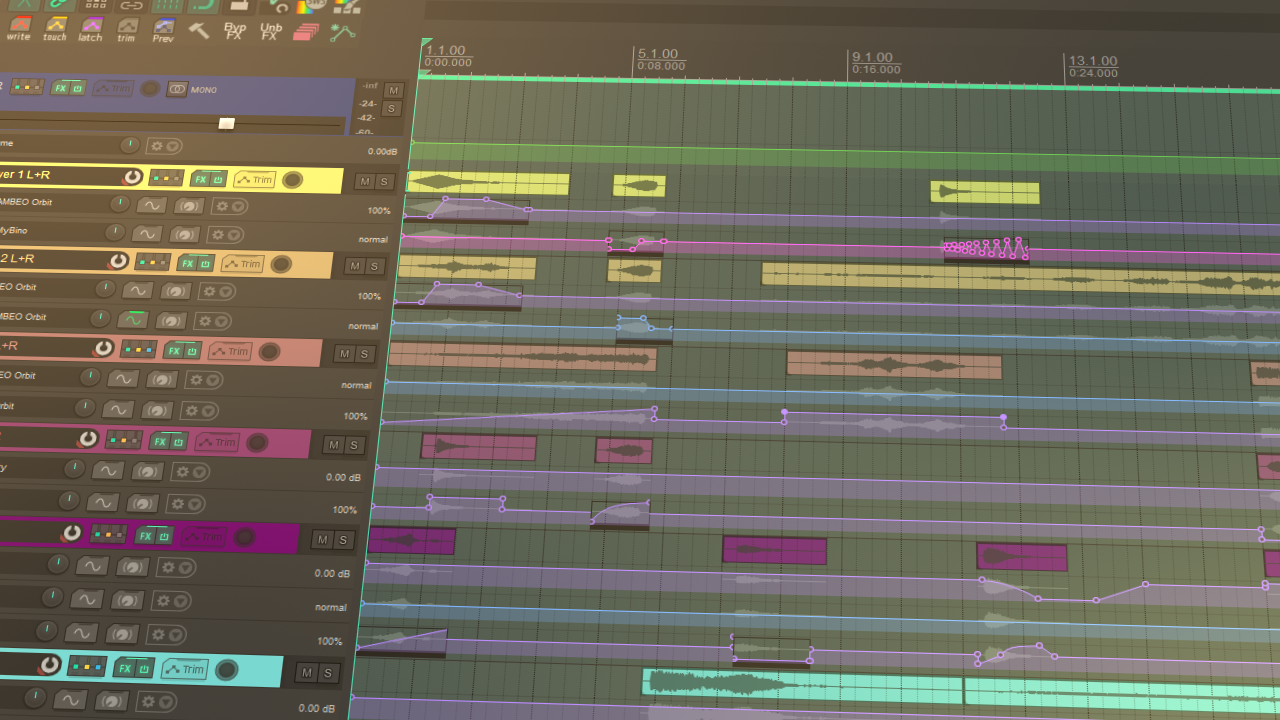 write touch latch trim Prev Byp FX Unb FX
1.1.00 5.1.00 9.1.00 13.1.00
0:00.000 0:08.000 0:16.000 0:24.000
FX Trim MONO -inf M
-24- S
-42-
-60-
0.00dB
ver 1 L+R FX Trim M S
AMBEO Orbit 100%
MyBino normal
2 L+R FX Trim M S
EO Orbit 100%
MBEO Orbit normal
L+R FX Trim M S
EO Orbit normal
rbit 100%
FX Trim M S
0.00 dB
100%
FX Trim M S
0.00 dB
normal
100%
FX Trim M S
0.00 dB